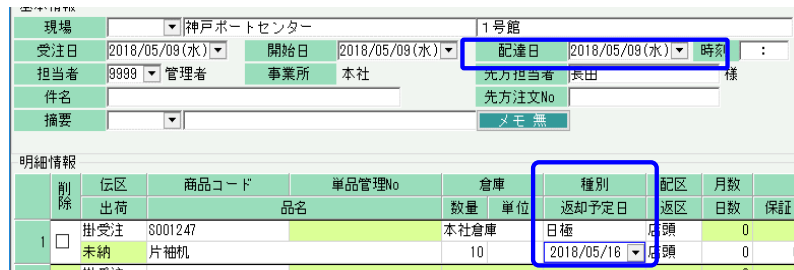 基本情報
現場 神戸ポートセンター 1号館
受注日 2018/05/09(水) 開始日 2018/05/09(水) 配達日 2018/05/09(水) 時刻 :
担当者 9999 管理者 事業所 本社 先方担当者 長田 様
件名 先方注文No
摘要 メモ 無
明細情報
削除 伝区 商品コード 単品管理No 倉庫 種別 配区 月数
出荷 品名 数量 単位 返却予定日 返区 日数 保証
1 掛受注 S001247 本社倉庫 日極 店頭 0
未納 片袖机 10 2018/05/16 店頭 0
掛受注